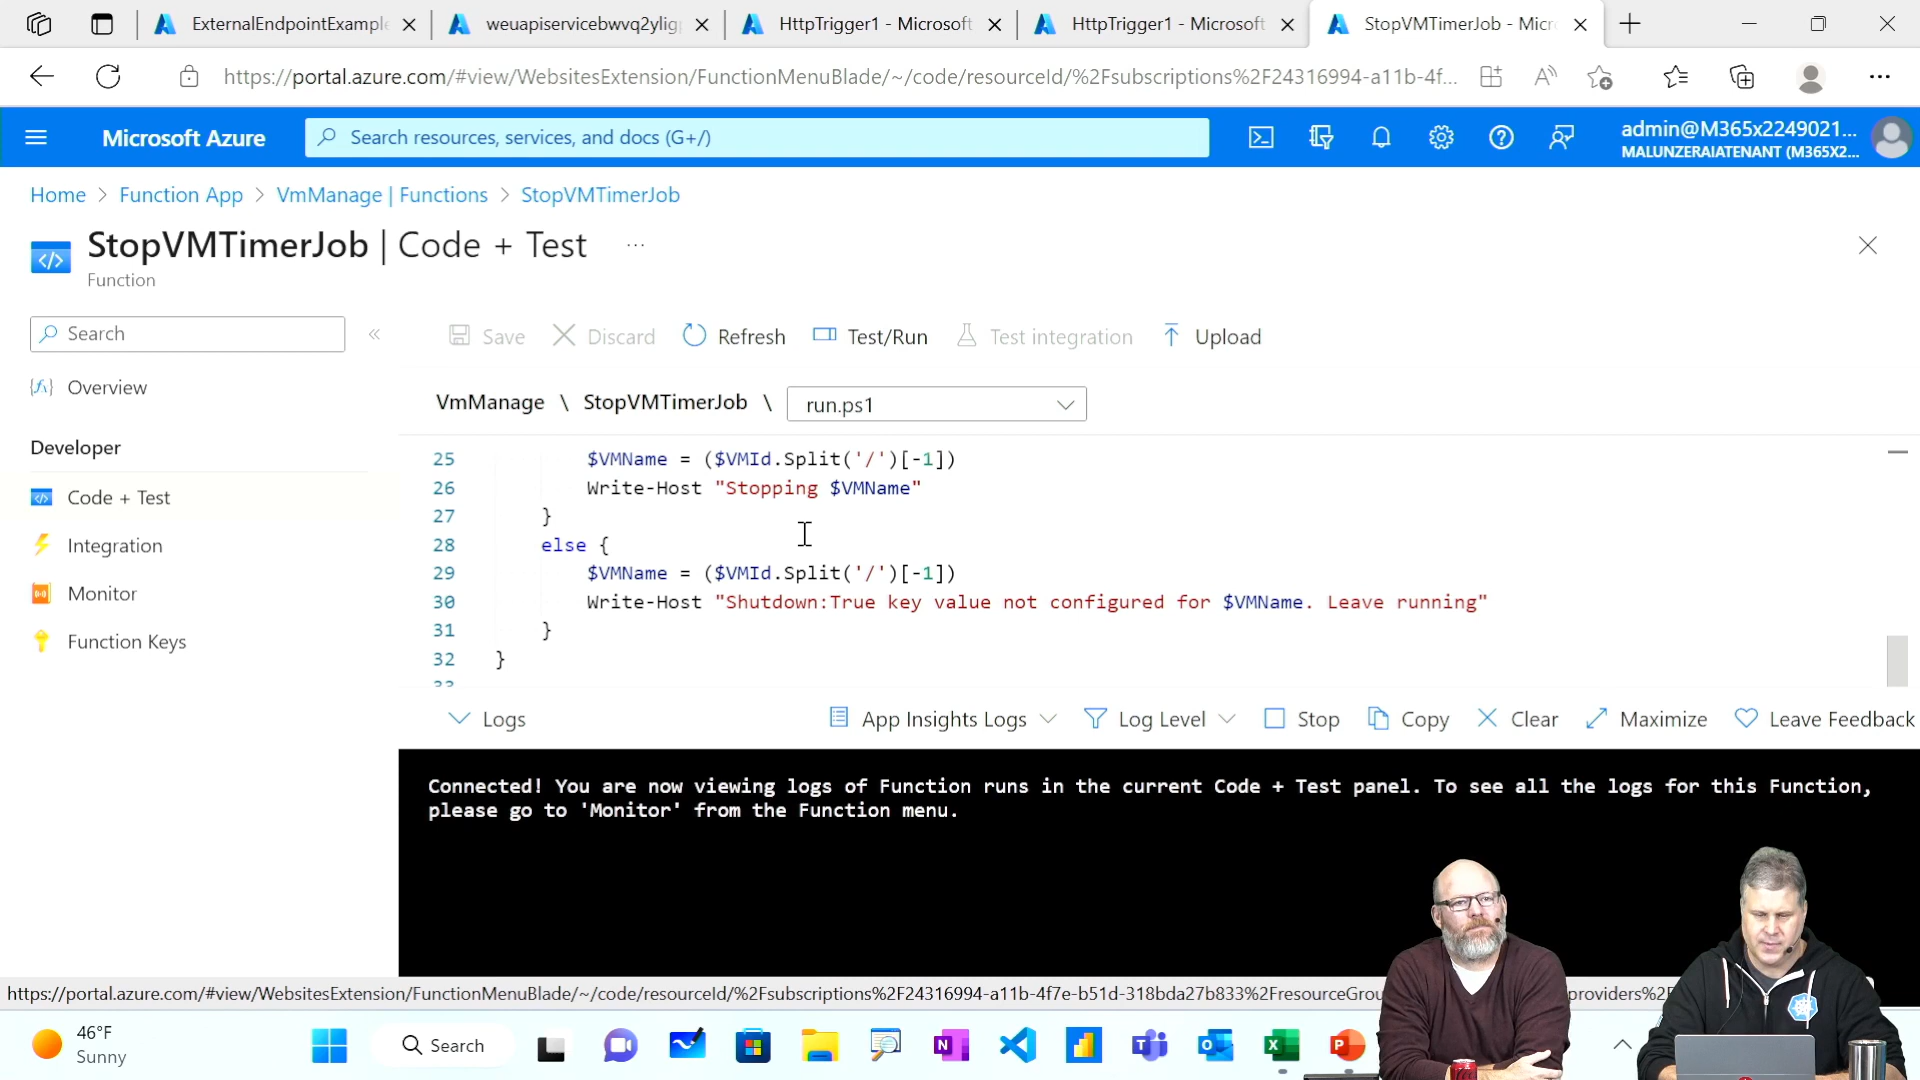 ExternalEndpointExample
weuapiservicebwvq2ylig
HttpTrigger1 - Microsoft
HttpTrigger1 - Microsoft
StopVMTimerJob - Micr
https://portal.azure.com/#view/WebsitesExtension/FunctionMenuBlade/~/code/resourceId/%2Fsubscriptions%2F24316994-a11b-4f...
Microsoft Azure
Search resources, services, and docs (G+/)
admin@M365x2249021...
MALUNZERAIATENANT (M365X2...
Home > Function App > VmManage | Functions > StopVMTimerJob
StopVMTimerJob | Code + Test ...
Function
Search
Save
Discard
Refresh
Test/Run
Test integration
Upload
Overview
VmManage \ StopVMTimerJob \ run.ps1
Developer
Code + Test
Integration
Monitor
Function Keys
25 $VMName = ($VMId.Split('/')[-1])
26 Write-Host "Stopping $VMName"
27 }
28 else {
29 $VMName = ($VMId.Split('/')[-1])
30 Write-Host "Shutdown:True key value not configured for $VMName. Leave running"
31 }
32 }
33
Logs
App Insights Logs
Log Level
Stop
Copy
Clear
Maximize
Leave Feedback
Connected! You are now viewing logs of Function runs in the current Code + Test panel. To see all the logs for this Function,
please go to 'Monitor' from the Function menu.
https://portal.azure.com/#view/WebsitesExtension/FunctionMenuBlade/~/code/resourceId/%2Fsubscriptions%2F24316994-a11b-4f7e-b51d-318bda27b833%2FresourceGrou
providers%2F
46°F
Sunny
Search